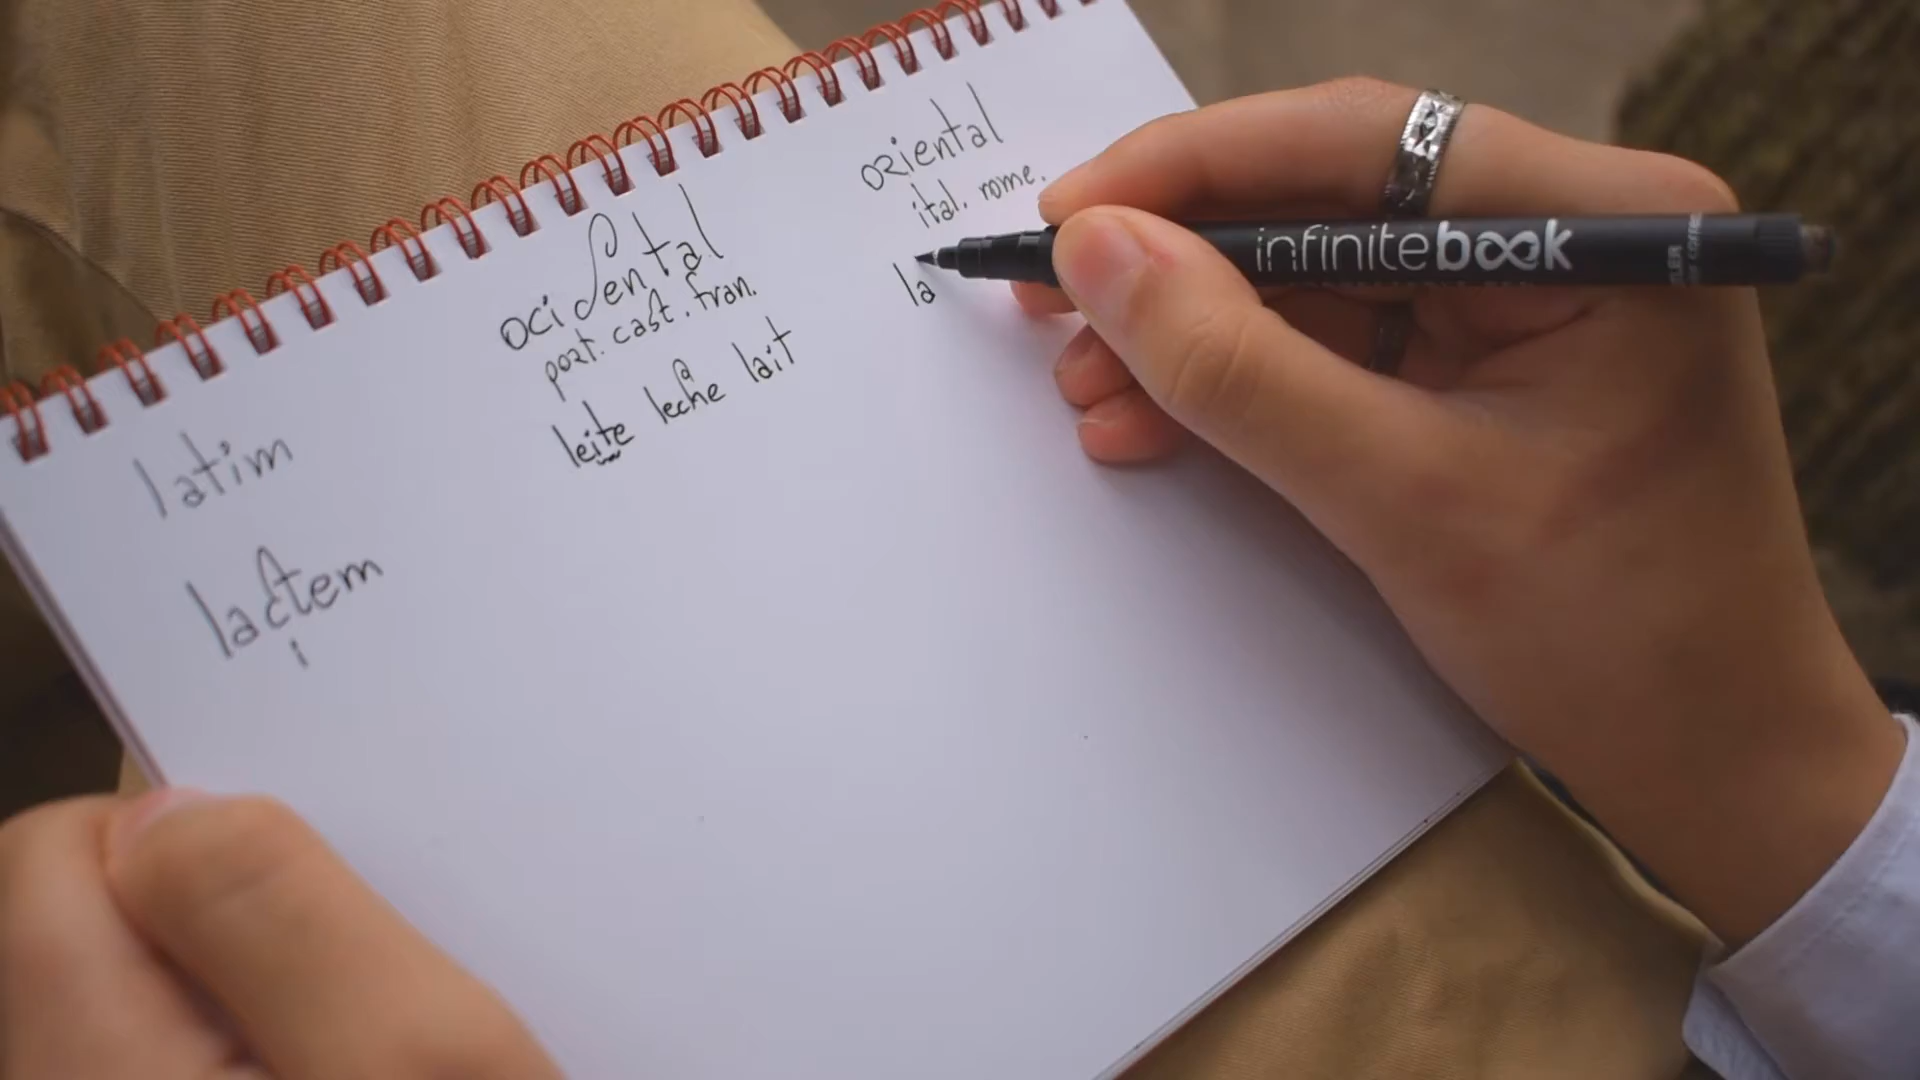 latim
lactem
i
ocidental
port. cast. fran.
leite leche lait
oriental
ital. rome.
la
infinitebook